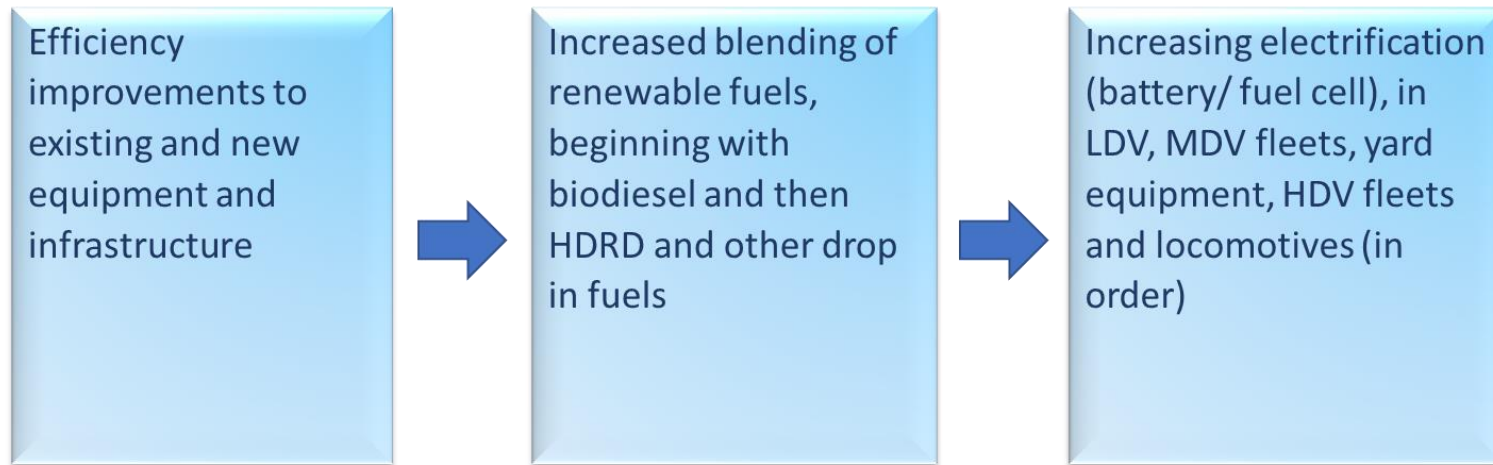 Efficiency
improvements to
existing and new
equipment and
infrastructure
Increased blending of
renewable fuels,
beginning with
biodiesel and then
HDRD and other drop
in fuels
Increasing electrification
(battery/ fuel cell), in
LDV, MDV fleets, yard
equipment, HDV fleets
and locomotives (in
order)